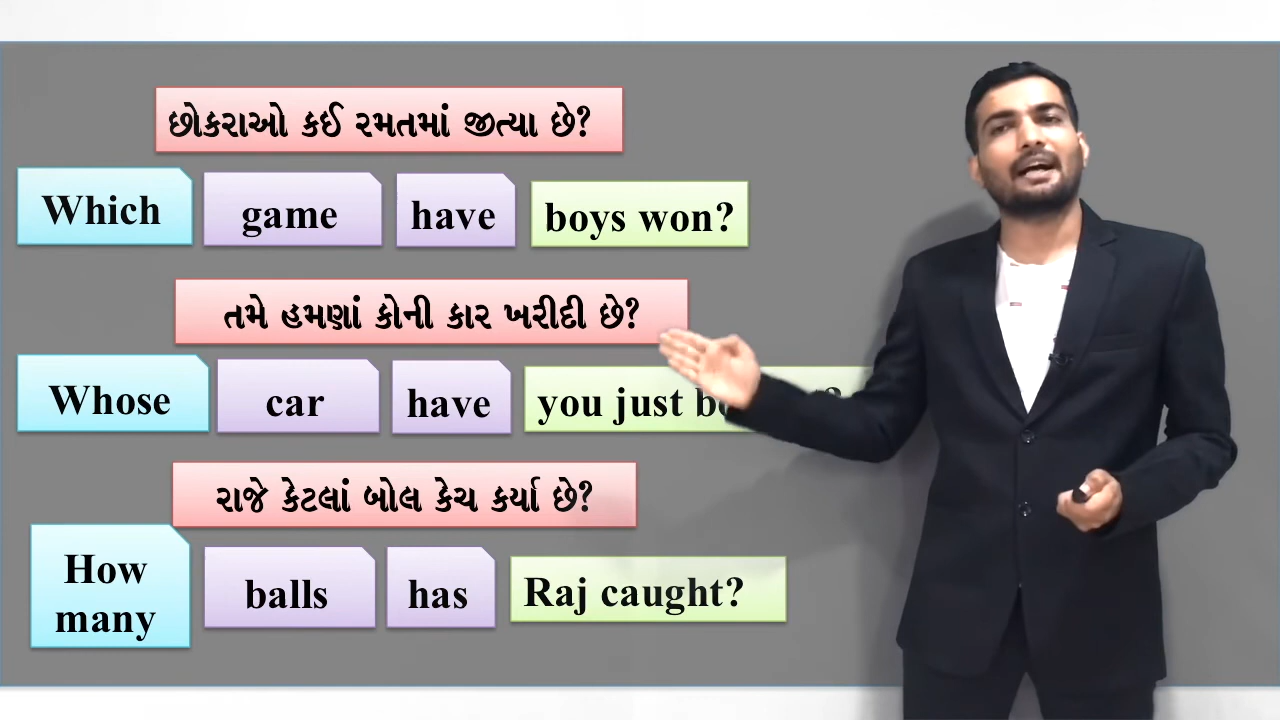 છોકરાઓ કઈ રમતમાં જીત્યા છે?
Which game have boys won?
તમે હમણાં કોની કાર ખરીદી છે?
Whose car have you just
રાજે કેટલાં બોલ કેચ કર્યા છે?
How many balls has Raj caught?